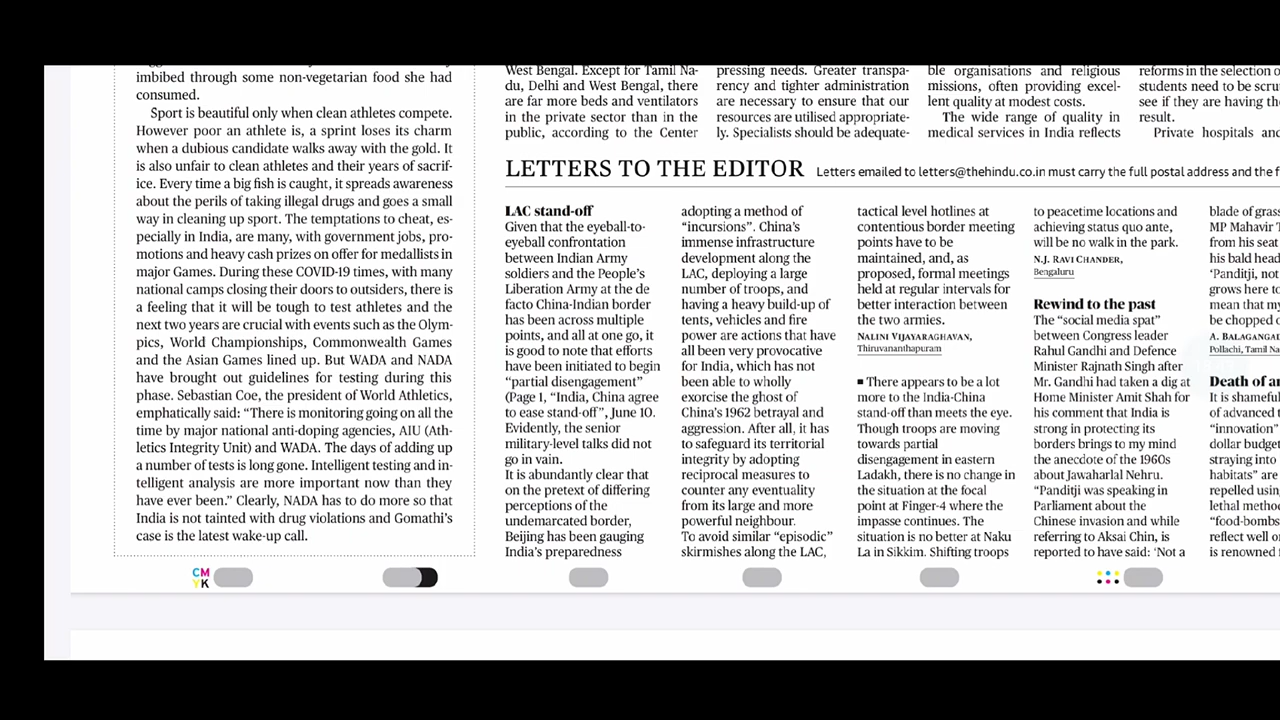 imbibed through some non-vegetarian food she had
consumed.
Sport is beautiful only when clean athletes compete.
However poor an athlete is, a sprint loses its charm
when a dubious candidate walks away with the gold. It
is also unfair to clean athletes and their years of sacrif-
ice. Every time a big fish is caught, it spreads awareness
about the perils of taking illegal drugs and goes a small
way in cleaning up sport. The temptations to cheat, es-
pecially in India, are many, with government jobs, pro-
motions and heavy cash prizes on offer for medallists in
major Games. During these COVID-19 times, with many
national camps closing their doors to outsiders, there is
a feeling that it will be tough to test athletes and the
next two years are crucial with events such as the Olym-
pics, World Championships, Commonwealth Games
and the Asian Games lined up. But WADA and NADA
have brought out guidelines for testing during this
phase. Sebastian Coe, the president of World Athletics,
emphatically said: “There is monitoring going on all the
time by major national anti-doping agencies, AIU (Ath-
letics Integrity Unit) and WADA. The days of adding up
a number of tests is long gone. Intelligent testing and in-
telligent analysis are more important now than they
have ever been.” Clearly, NADA has to do more so that
India is not tainted with drug violations and Gomathi’s
case is the latest wake-up call.
West Bengal. Except for Tamil Na-
du, Delhi and West Bengal, there
are far more beds and ventilators
in the private sector than in the
public, according to the Center
pressing needs. Greater transpa-
rency and tighter administration
are necessary to ensure that our
resources are utilised appropriate-
ly. Specialists should be adequate-
ble organisations and religious
missions, often providing excel-
lent quality at modest costs.
The wide range of quality in
medical services in India reflects
reforms in the selection o
students need to be scru
see if they are having th
result.
Private hospitals and
LETTERS TO THE EDITOR Letters emailed to letters@thehindu.co.in must carry the full postal address and the f
LAC stand-off
Given that the eyeball-to-
eyeball confrontation
between Indian Army
soldiers and the People’s
Liberation Army at the de
facto China-Indian border
has been across multiple
points, and all at one go, it
is good to note that efforts
have been initiated to begin
“partial disengagement”
(Page 1, “India, China agree
to ease stand-off”, June 10.
Evidently, the senior
military-level talks did not
go in vain.
It is abundantly clear that
on the pretext of differing
perceptions of the
undemarcated border,
Beijing has been gauging
India’s preparedness
adopting a method of
“incursions”. China’s
immense infrastructure
development along the
LAC, deploying a large
number of troops, and
having a heavy build-up of
tents, vehicles and fire
power are actions that have
all been very provocative
for India, which has not
been able to wholly
exorcise the ghost of
China’s 1962 betrayal and
aggression. After all, it has
to safeguard its territorial
integrity by adopting
reciprocal measures to
counter any eventuality
from its large and more
powerful neighbour.
To avoid similar “episodic”
skirmishes along the LAC,
tactical level hotlines at
contentious border meeting
points have to be
maintained, and, as
proposed, formal meetings
held at regular intervals for
better interaction between
the two armies.
NALINI VIJAYARAGHAVAN,
Thiruvananthapuram
■ There appears to be a lot
more to the India-China
stand-off than meets the eye.
Though troops are moving
towards partial
disengagement in eastern
Ladakh, there is no change in
the situation at the focal
point at Finger-4 where the
impasse continues. The
situation is no better at Naku
La in Sikkim. Shifting troops
to peacetime locations and
achieving status quo ante,
will be no walk in the park.
N.J. RAVI CHANDER,
Bengaluru
Rewind to the past
The “social media spat”
between Congress leader
Rahul Gandhi and Defence
Minister Rajnath Singh after
Mr. Gandhi had taken a dig at
Home Minister Amit Shah for
his comment that India is
strong in protecting its
borders brings to my mind
the anecdote of the 1960s
about Jawaharlal Nehru.
“Panditji was speaking in
Parliament about the
Chinese invasion and while
referring to Aksai Chin, is
reported to have said: ‘Not a
blade of grass
MP Mahavir T
from his seat
his bald head
‘Panditji, not
grows here to
mean that my
be chopped o
A. BALAGANGAD
Pollachi, Tamil Na
Death of an
It is shameful
of advanced t
“innovation”
dollar budget
straying into
habitats” are
repelled using
lethal metho
“food-bombs
reflect well o
is renowned f
CM
YK